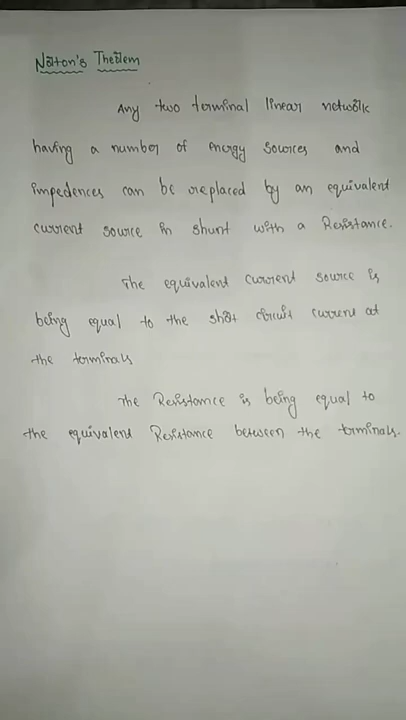 Norton's Theorem
Any two terminal linear network
having a number of energy sources and
impedences can be replaced by an equivalent
current source in shunt with a Resistance.
The equivalent current source is
being equal to the short circuit current at
the terminals
The Resistance is being equal to
the equivalent Resistance between the terminals.